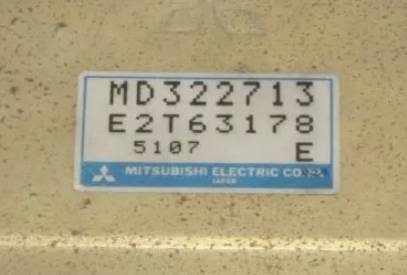 MD322713
E2T63178
5107 E
MITSUBISHI ELECTRIC CO
JAPAN